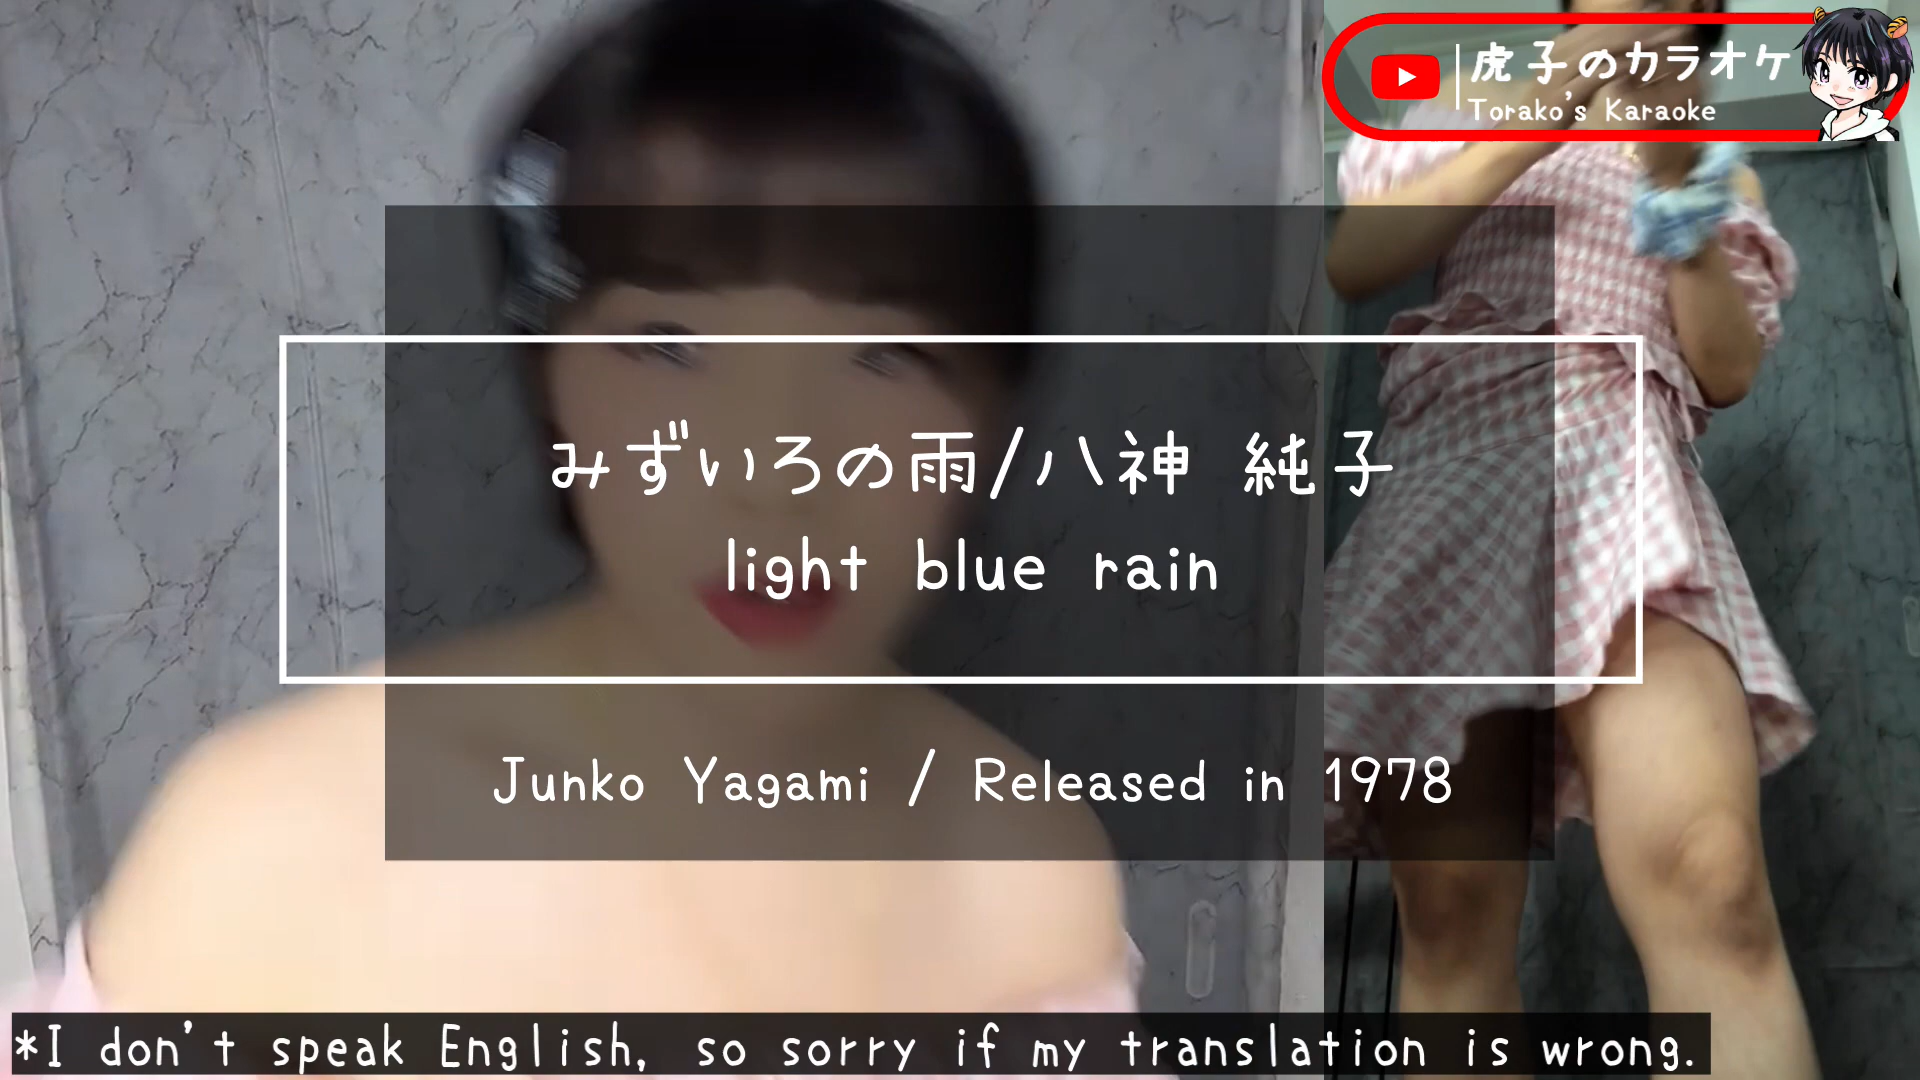 虎子のカラオケ
Torako's Karaoke
みずいろの雨/八神 純子
light blue rain
Junko Yagami / Released in 1978
*I don't speak English, so sorry if my translation is wrong.